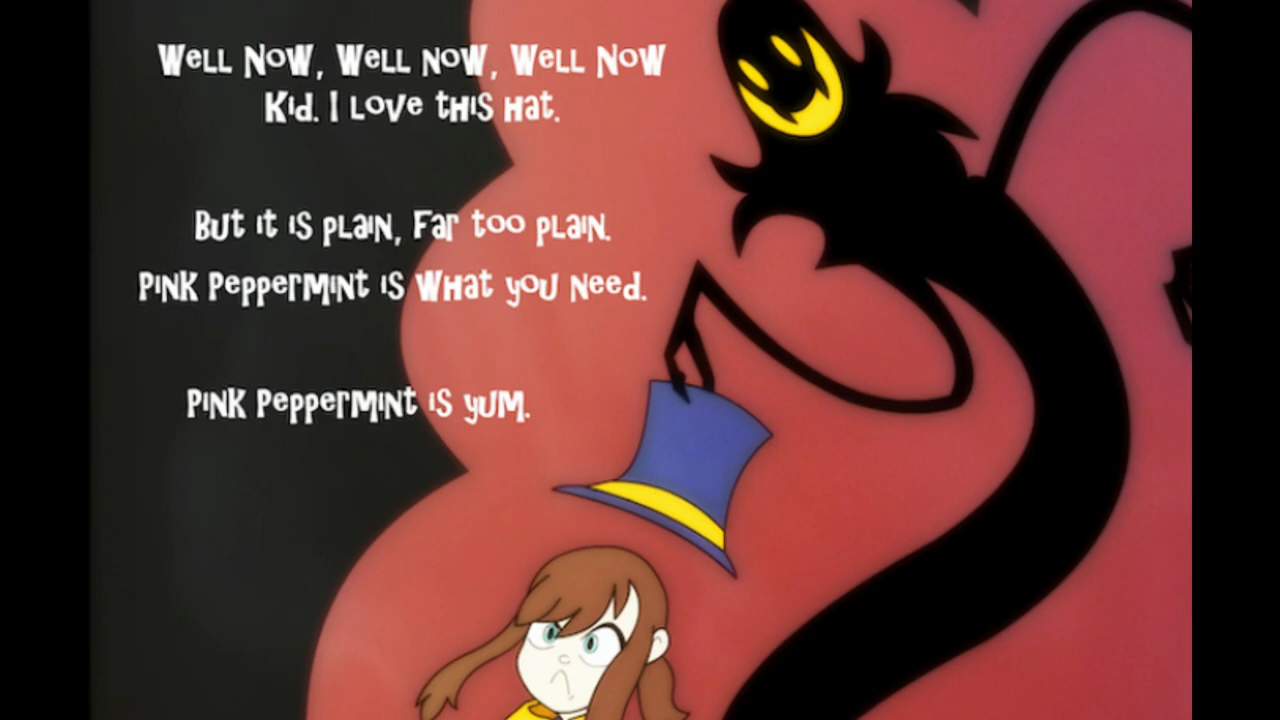 Well Now, Well Now, Well Now
Kid. I Love this Hat.
But it is plain, Far too plain.
Pink Peppermint is What you Need.
Pink Peppermint is yum.